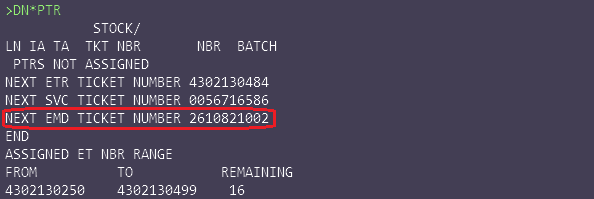 >DN*PTR
STOCK/
LN IA TA TKT NBR NBR BATCH
PTRS NOT ASSIGNED
NEXT ETR TICKET NUMBER 4302130484
NEXT SVC TICKET NUMBER 0056716586
NEXT EMD TICKET NUMBER 2610821002
END
ASSIGNED ET NBR RANGE
FROM TO REMAINING
4302130250 4302130499 16